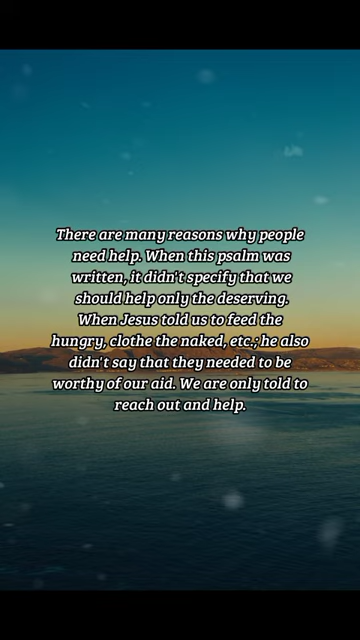 There are many reasons why people
need help. When this psalm was
written, it didn't specify that we
should help only the deserving.
When Jesus told us to feed the
hungry, clothe the naked, etc.; he also
didn't say that they needed to be
worthy of our aid. We are only told to
reach out and help.